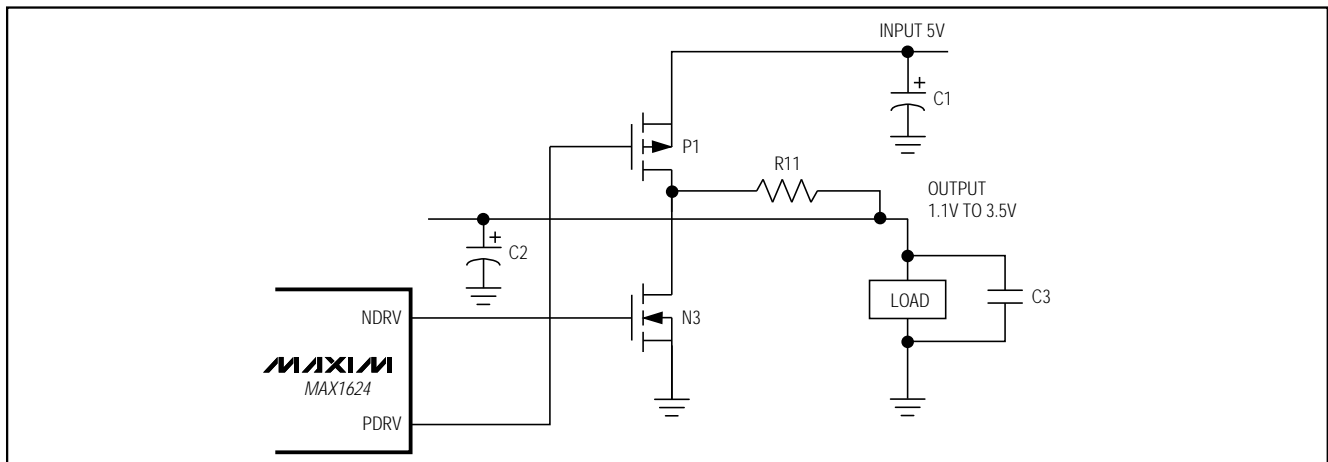 INPUT 5V
+
C1
P1
R11
OUTPUT
1.1V TO 3.5V
+
C2
LOAD
C3
NDRV
N3
MAXIM
MAX1624
PDRV